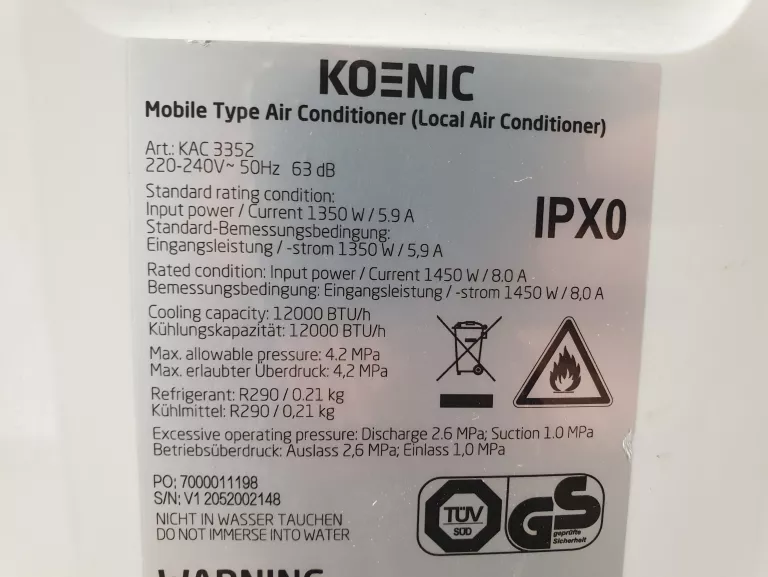 KOENIC
Mobile Type Air Conditioner (Local Air Conditioner)
Art.: KAC 3352
220-240V~ 50Hz 63 dB
Standard rating condition:
Input power / Current 1350 W / 5.9 A
Standard-Bemessungsbedingung:
Eingangsleistung / -strom 1350 W / 5,9 A
IPX0
Rated condition: Input power / Current 1450 W / 8.0 A
Bemessungsbedingung: Eingangsleistung / -strom 1450 W / 8,0 A
Cooling capacity: 12000 BTU/h
Kühlungskapazität: 12000 BTU/h
Max. allowable pressure: 4.2 MPa
Max. erlaubter Überdruck: 4,2 MPa
Refrigerant: R290 / 0.21 kg
Kühlmittel: R290 / 0,21 kg
Excessive operating pressure: Discharge 2.6 MPa; Suction 1.0 MPa
Betriebsüberdruck: Auslass 2,6 MPa; Einlass 1,0 MPa
PO: 7000011198
S/N: V1 2052002148
NICHT IN WASSER TAUCHEN
DO NOT IMMERSE INTO WATER
TÜV
SÜD
GS
geprüfte
Sicherheit
WARNING